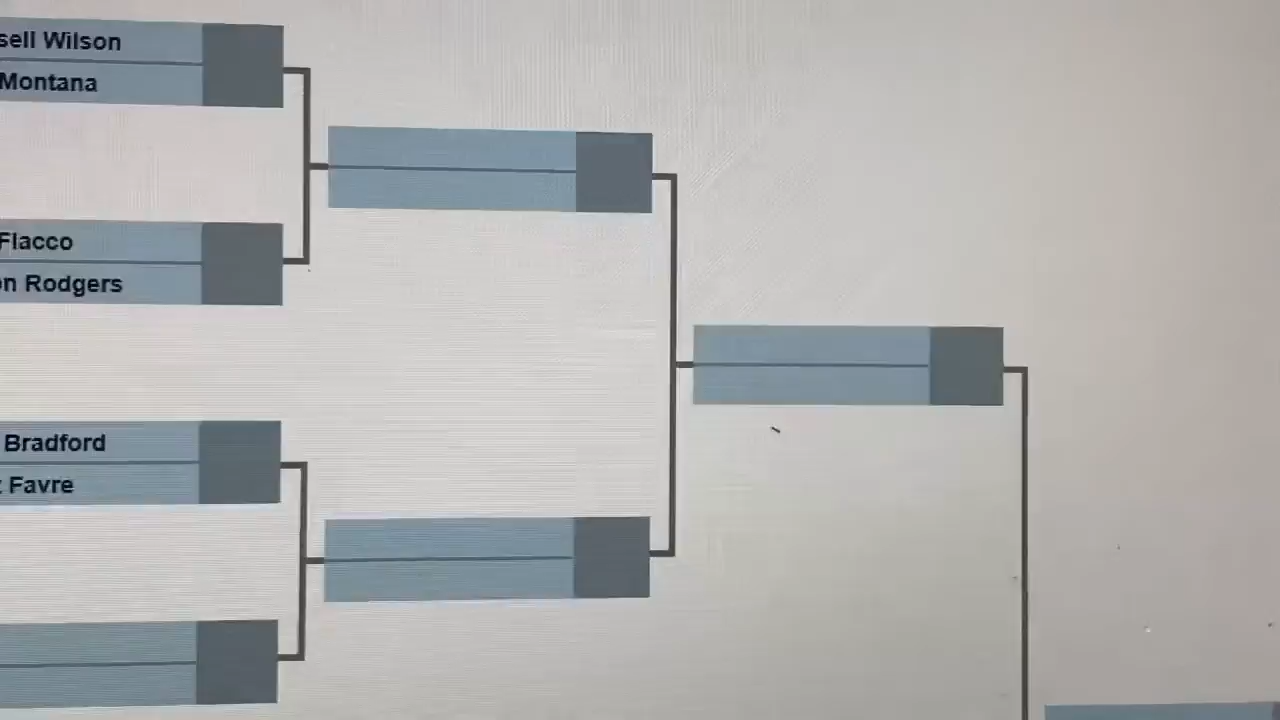 sell Wilson
Montana
Flacco
on Rodgers
Bradford
Favre